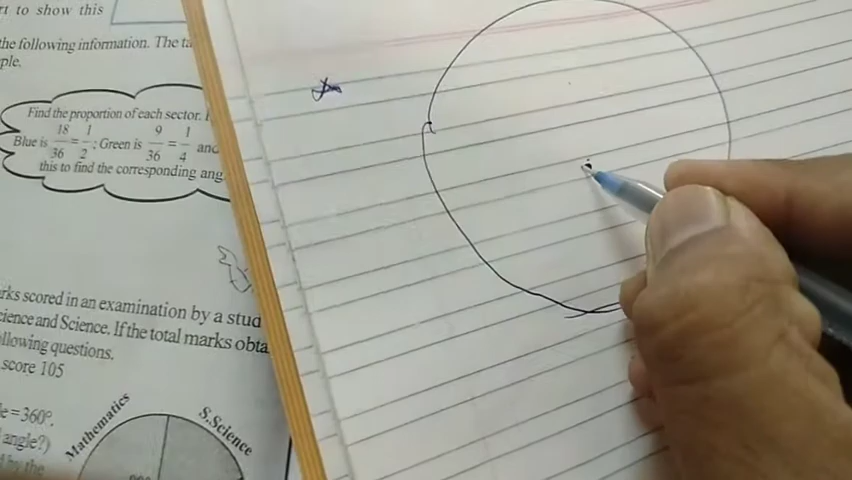 rt to show this
the following information. The ta
ple.
Find the proportion of each sector.
Blue is 18/36 = 1/2 ; Green is 9/36 = 1/4 and
this to find the corresponding ang
rks scored in an examination by a stud
cience and Science. If the total marks obta
llowing questions.
score 105
le = 360°.
l angle?)
d by the
Mathematics
S.Science